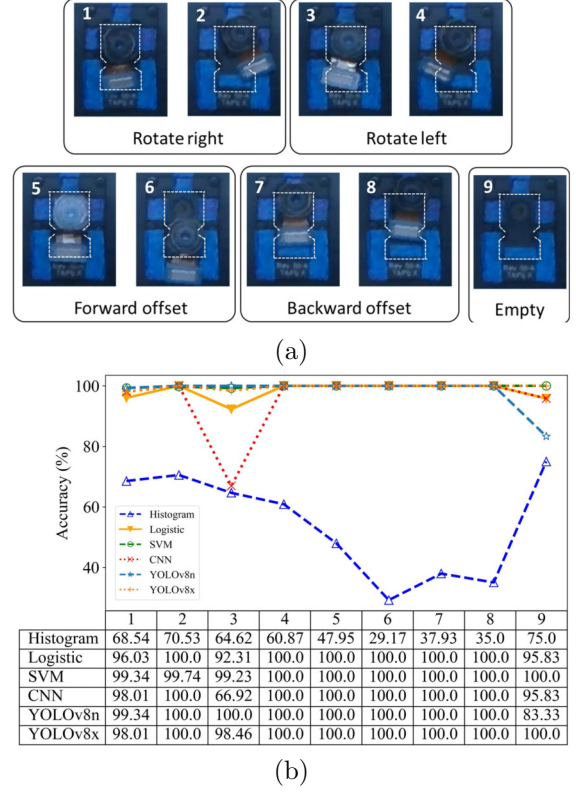 1 2 3 4
Rotate right Rotate left
5 6 7 8 9
Forward offset Backward offset Empty
(a)
100
80
60
40
Accuracy (%)
Histogram
Logistic
SVM
CNN
YOLOv8n
YOLOv8x
1 2 3 4 5 6 7 8 9
Histogram 68.54 70.53 64.62 60.87 47.95 29.17 37.93 35.0 75.0
Logistic 96.03 100.0 92.31 100.0 100.0 100.0 100.0 100.0 95.83
SVM 99.34 99.74 99.23 100.0 100.0 100.0 100.0 100.0 100.0
CNN 98.01 100.0 66.92 100.0 100.0 100.0 100.0 100.0 95.83
YOLOv8n 99.34 100.0 100.0 100.0 100.0 100.0 100.0 100.0 83.33
YOLOv8x 98.01 100.0 98.46 100.0 100.0 100.0 100.0 100.0 100.0
(b)